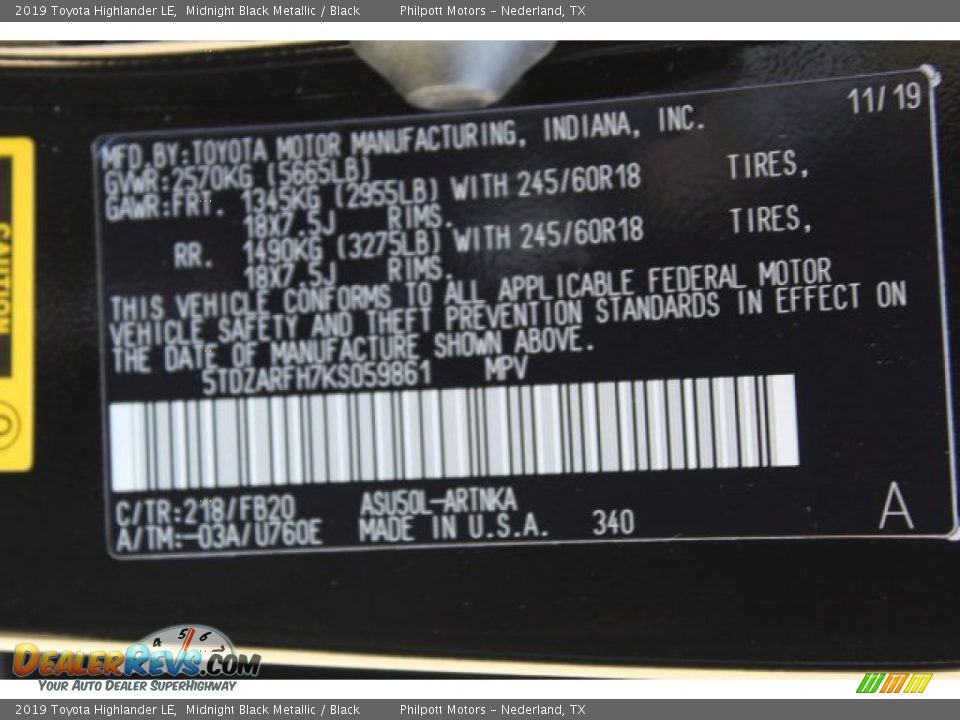 2019 Toyota Highlander LE,  Midnight Black Metallic / Black  Philpott Motors - Nederland, TX
11/19
MFD.BY:TOYOTA MOTOR MANUFACTURING, INDIANA, INC.
GVWR:2570KG (5665LB)
GAWR:FRT. 1345KG (2955LB) WITH 245/60R18 TIRES,
18X7.5J RIMS.
RR. 1490KG (3275LB) WITH 245/60R18 TIRES,
18X7.5J RIMS.
THIS VEHICLE CONFORMS TO ALL APPLICABLE FEDERAL MOTOR
VEHICLE SAFETY AND THEFT PREVENTION STANDARDS IN EFFECT ON
THE DATE OF MANUFACTURE SHOWN ABOVE.
5TDZARFH7KS059861 MPV
C/TR:218/FB20 ASU50L-ARTNKA
A/TM:-03A/U760E MADE IN U.S.A. 340 A
CAUTION
4 5 6 7
DealerRevs.com
Your Auto Dealer SuperHighway
2019 Toyota Highlander LE,  Midnight Black Metallic / Black  Philpott Motors - Nederland, TX